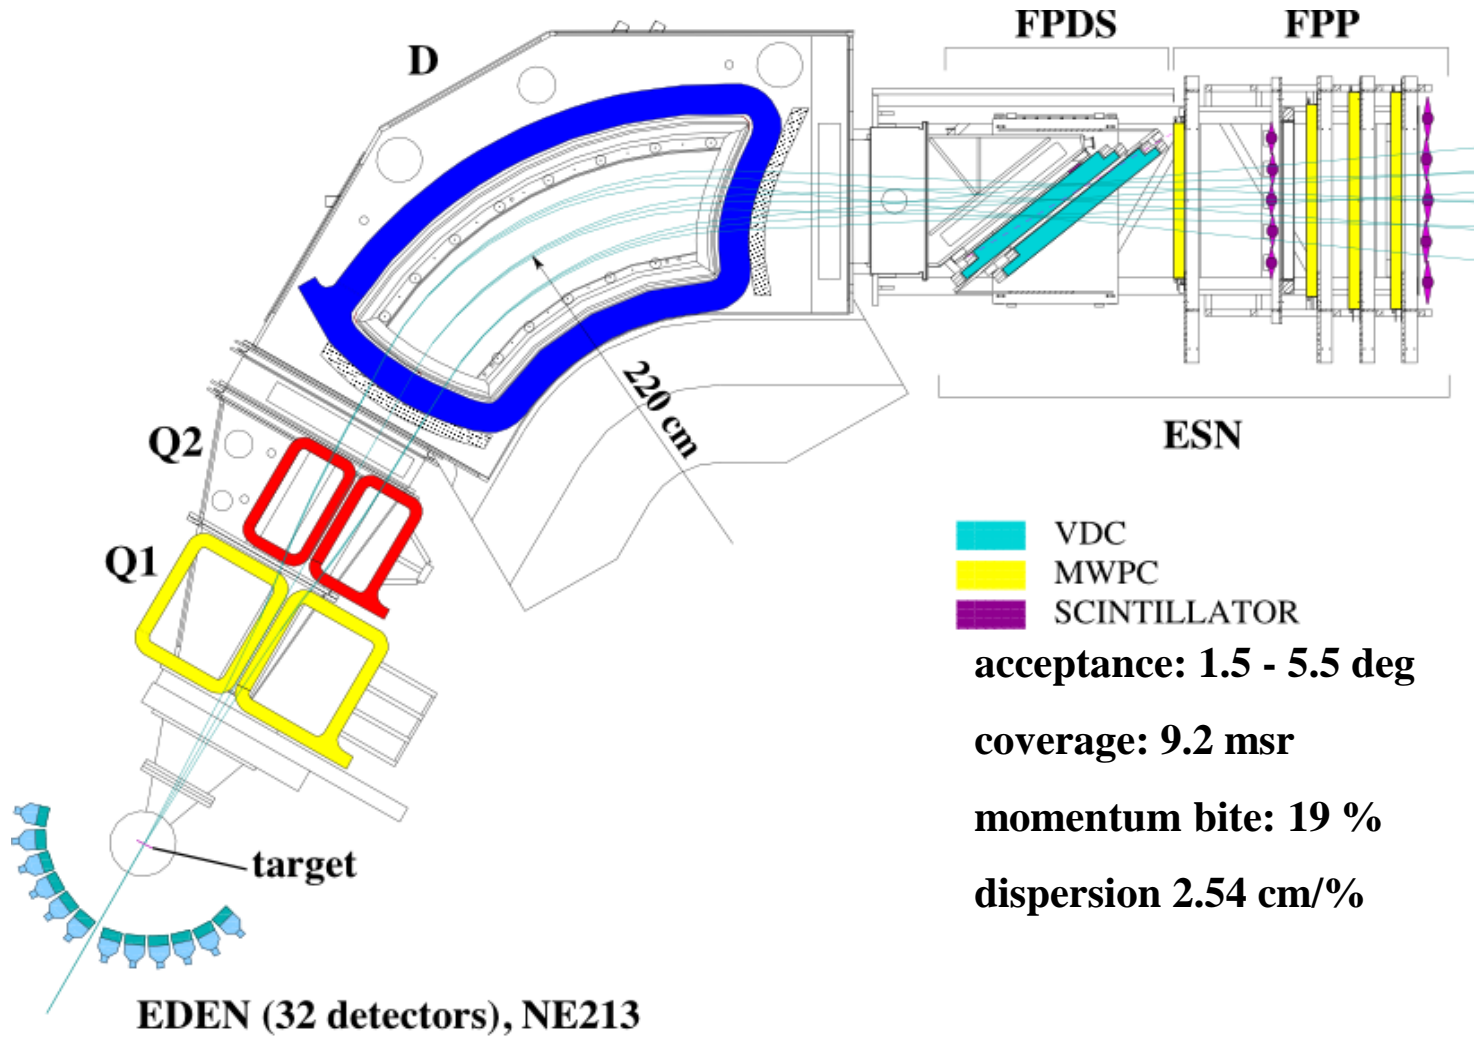 FPDS
FPP
D
220 cm
ESN
Q2
Q1
VDC
MWPC
SCINTILLATOR
acceptance: 1.5 - 5.5 deg
coverage: 9.2 msr
momentum bite: 19 %
dispersion 2.54 cm/%
target
EDEN (32 detectors), NE213